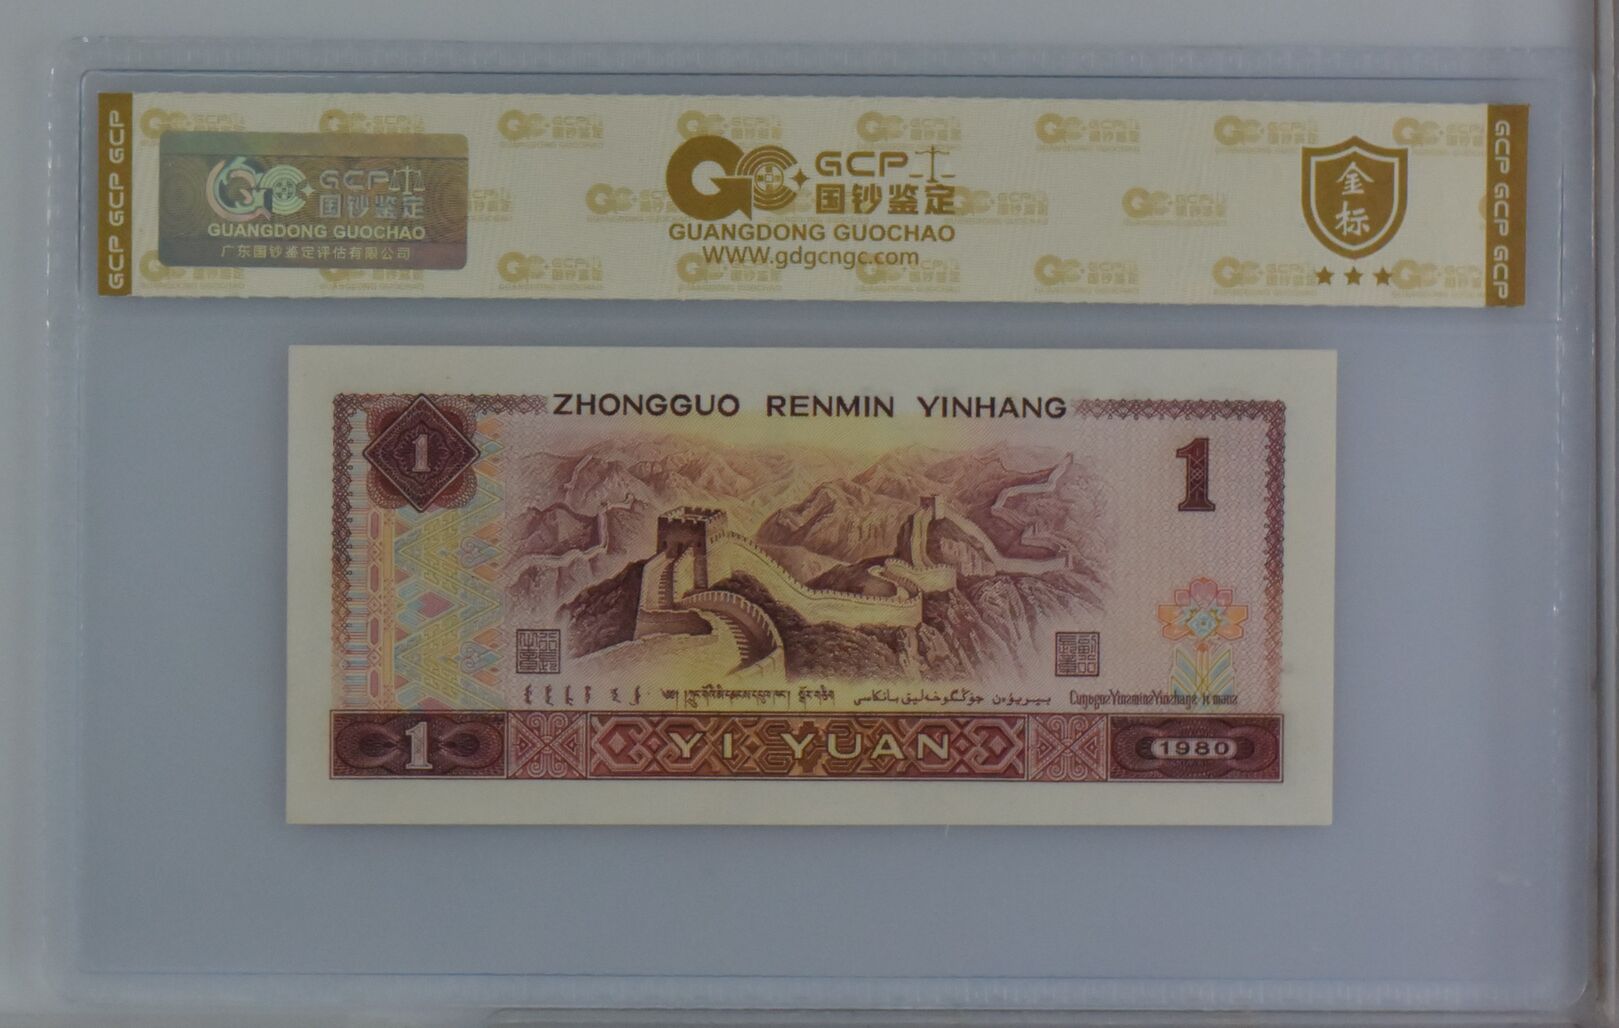 GCP GCP GCP
GCP
国钞鉴定
GUANGDONG GUOCHAO
广东国钞鉴定评估有限公司
GCP
国钞鉴定
GUANGDONG GUOCHAO
WWW.gdgcngc.com
金标
GCP GCP GCP
ZHONGGUO RENMIN YINHANG
1
1
1
YI YUAN
1980